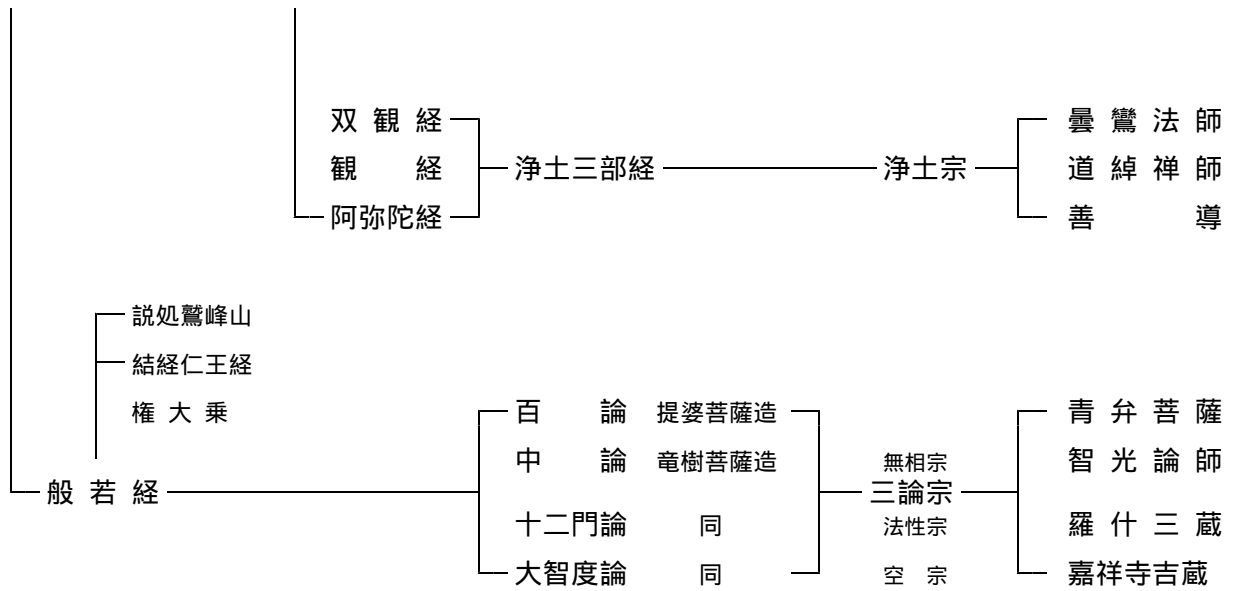 双観経 曇鸞法師
観経 浄土三部経 浄土宗 道綽禅師
阿弥陀経 善導
説処鷲峰山
結経仁王経
権大乗 百論 提婆菩薩造 青弁菩薩
中論 竜樹菩薩造 無相宗 智光論師
般若経 三論宗
十二門論 同 法性宗 羅什三蔵
大智度論 同 空宗 嘉祥寺吉蔵